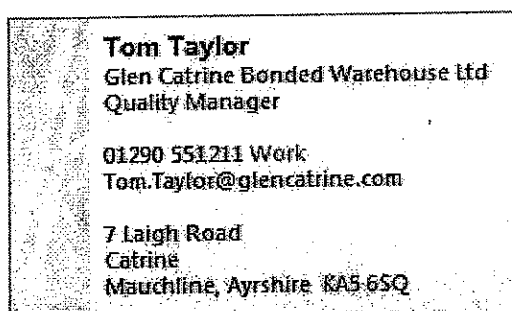 Tom Taylor
Glen Catrine Bonded Warehouse Ltd
Quality Manager
01290 551211 Work
Tom.Taylor@glencatrine.com
7 Laigh Road
Catrine
Mauchline, Ayrshire KA5 6SQ